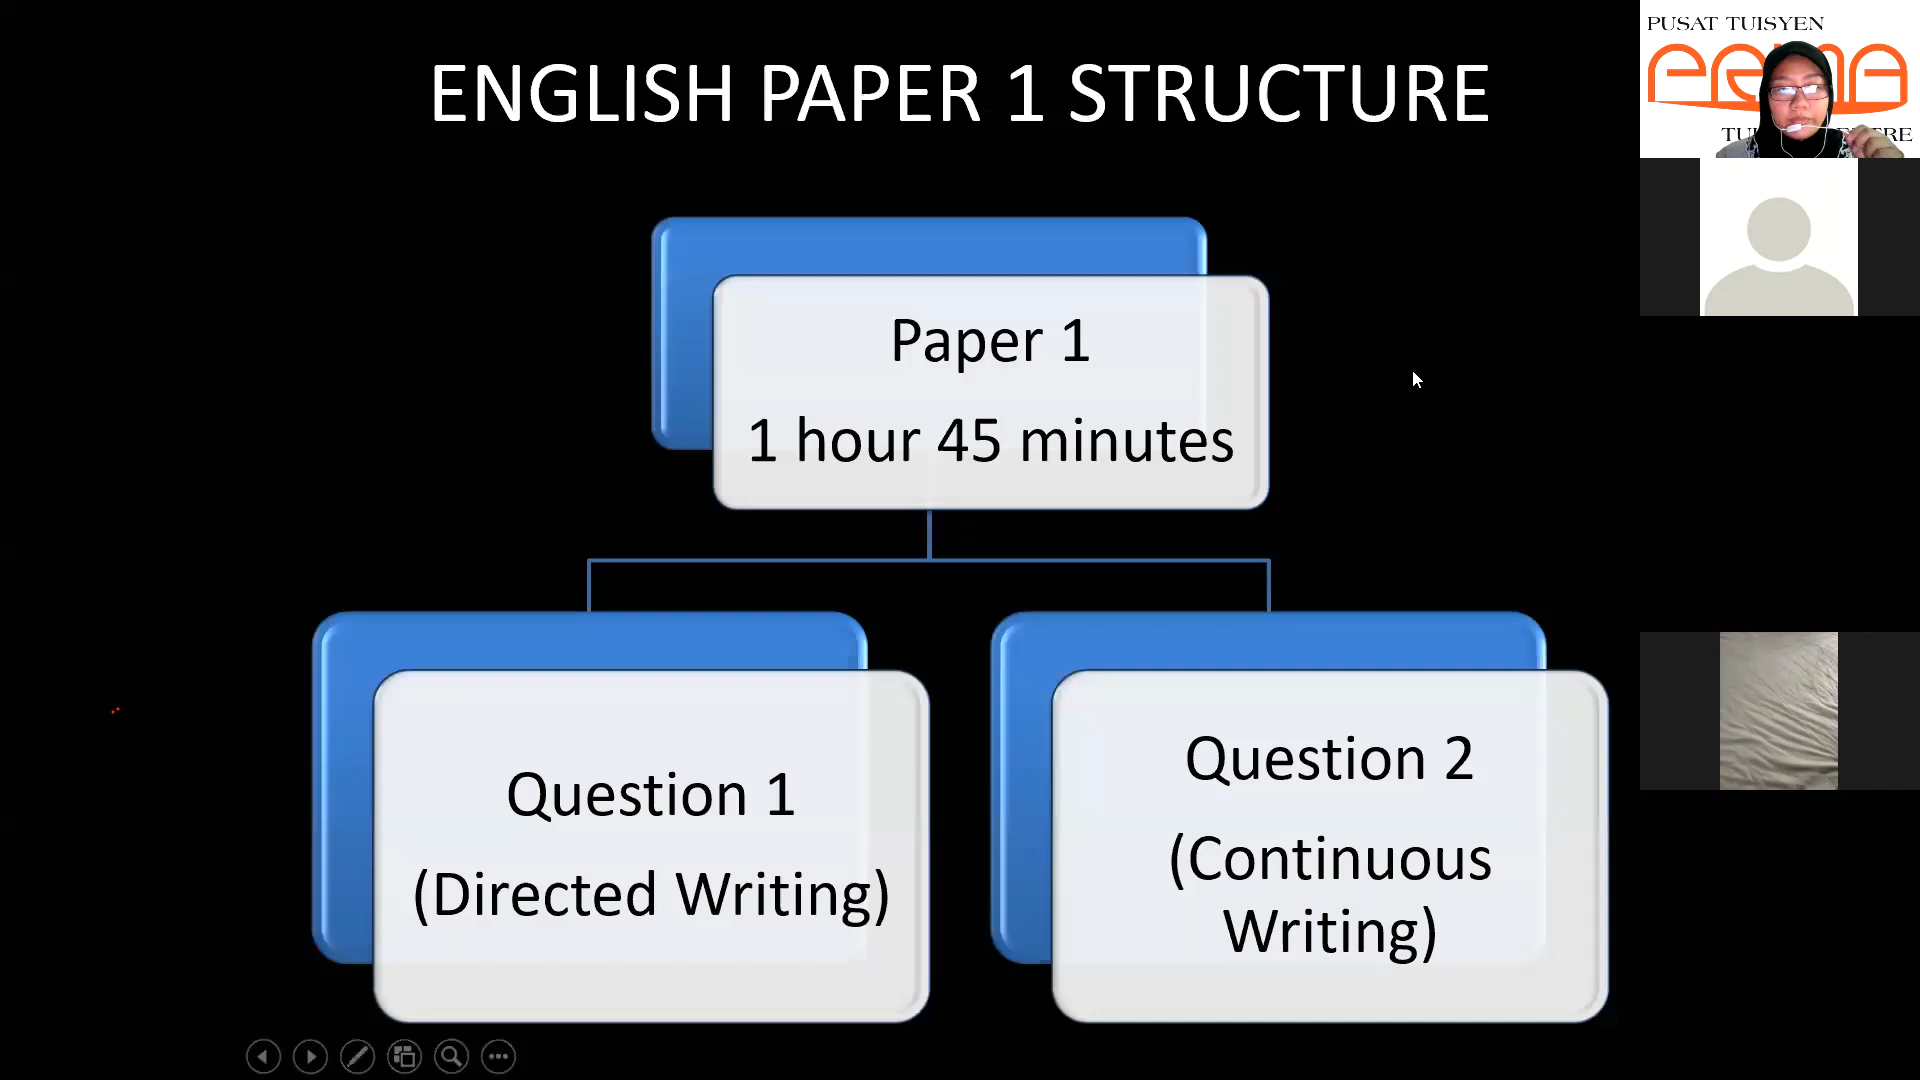 ENGLISH PAPER 1 STRUCTURE
Paper 1
1 hour 45 minutes
Question 1
(Directed Writing)
Question 2
(Continuous
Writing)
PUSAT TUISYEN